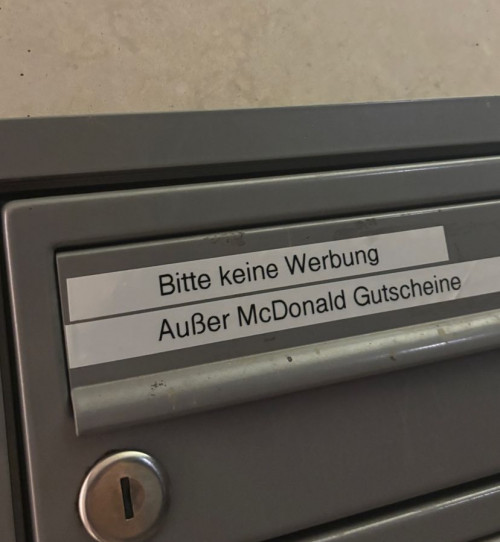 Bitte keine Werbung
Außer McDonald Gutscheine